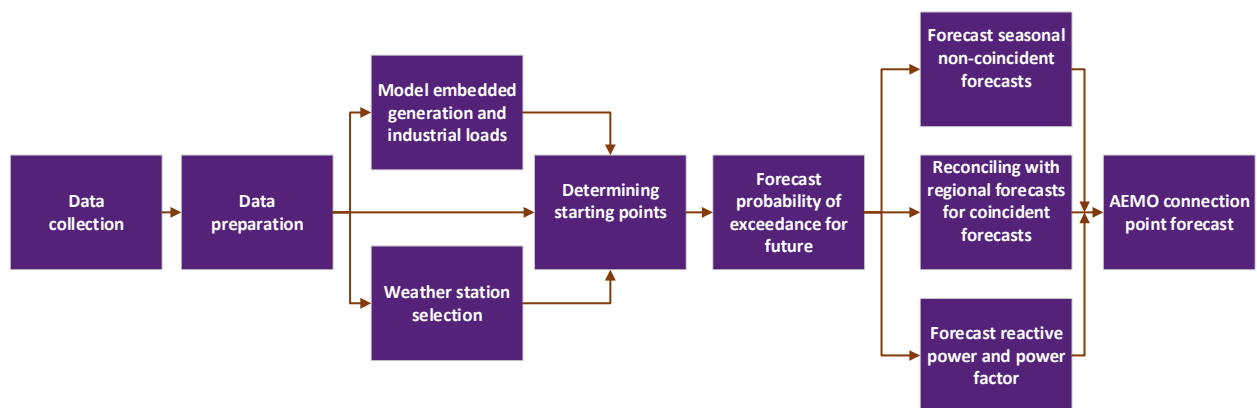 Data
collection
Data
preparation
Model embedded
generation and
industrial loads
Weather station
selection
Determining
starting points
Forecast
probability of
exceedance for
future
Forecast seasonal
non-coincident
forecasts
Reconciling with
regional forecasts
for coincident
forecasts
Forecast reactive
power and power
factor
AEMO connection
point forecast